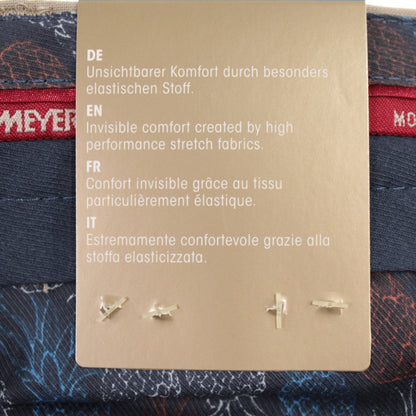 DE
Unsichtbarer Komfort durch besonders
elastischen Stoff.
EN
Invisible comfort created by high
performance stretch fabrics.
FR
Confort invisible grâce au tissu
particulièrement élastique.
IT
Estremamente confortevole grazie alla
stoffa elasticizzata.
MEYER